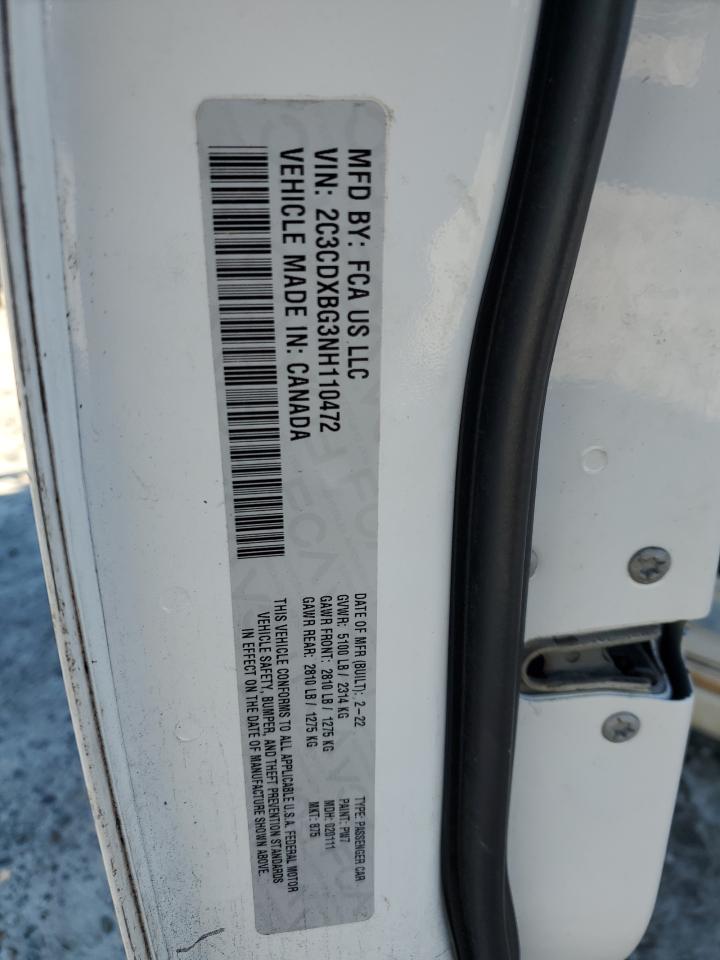 MFD BY: FCA US LLC
VIN: 2C3CDXBG3NH110472
VEHICLE MADE IN: CANADA
DATE OF MFR (BUILT): 2-22
GVWR: 5100 LB / 2314 KG
GAWR FRONT: 2810 LB / 1275 KG
GAWR REAR: 2810 LB / 1275 KG
TYPE: PASSENGER CAR
PAINT: PW7
MDH: 020111
MKT: 875
THIS VEHICLE CONFORMS TO ALL APPLICABLE U.S.A. FEDERAL MOTOR
VEHICLE SAFETY, BUMPER, AND THEFT PREVENTION STANDARDS
IN EFFECT ON THE DATE OF MANUFACTURE SHOWN ABOVE.